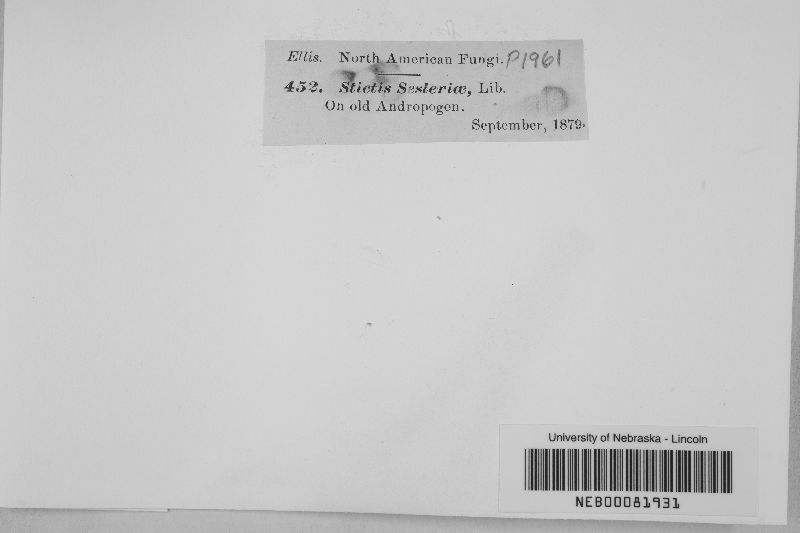 Ellis. North American Fungi. P1961
452. Stictis Sesleriæ, Lib.
On old Andropogon.
September, 1879.
University of Nebraska - Lincoln
NEB00081931